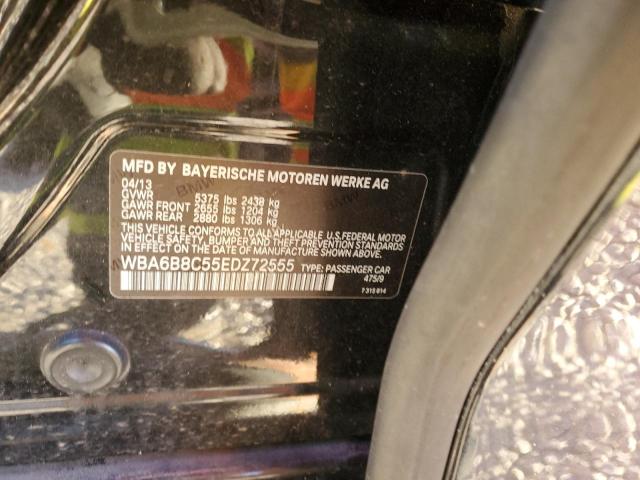 MFD BY BAYERISCHE MOTOREN WERKE AG
04/13
GVWR 5375 lbs 2438 kg
GAWR FRONT 2655 lbs 1204 kg
GAWR REAR 2880 lbs 1306 kg
THIS VEHICLE CONFORMS TO ALL APPLICABLE U.S.FEDERAL MOTOR
VEHICLE SAFETY, BUMPER AND THEFT PREVENTION STANDARDS
IN EFFECT ON THE DATE OF MANUFACTURE SHOWN ABOVE.
WBA6B8C55EDZ72555 TYPE: PASSENGER CAR
475/9
7 315 614